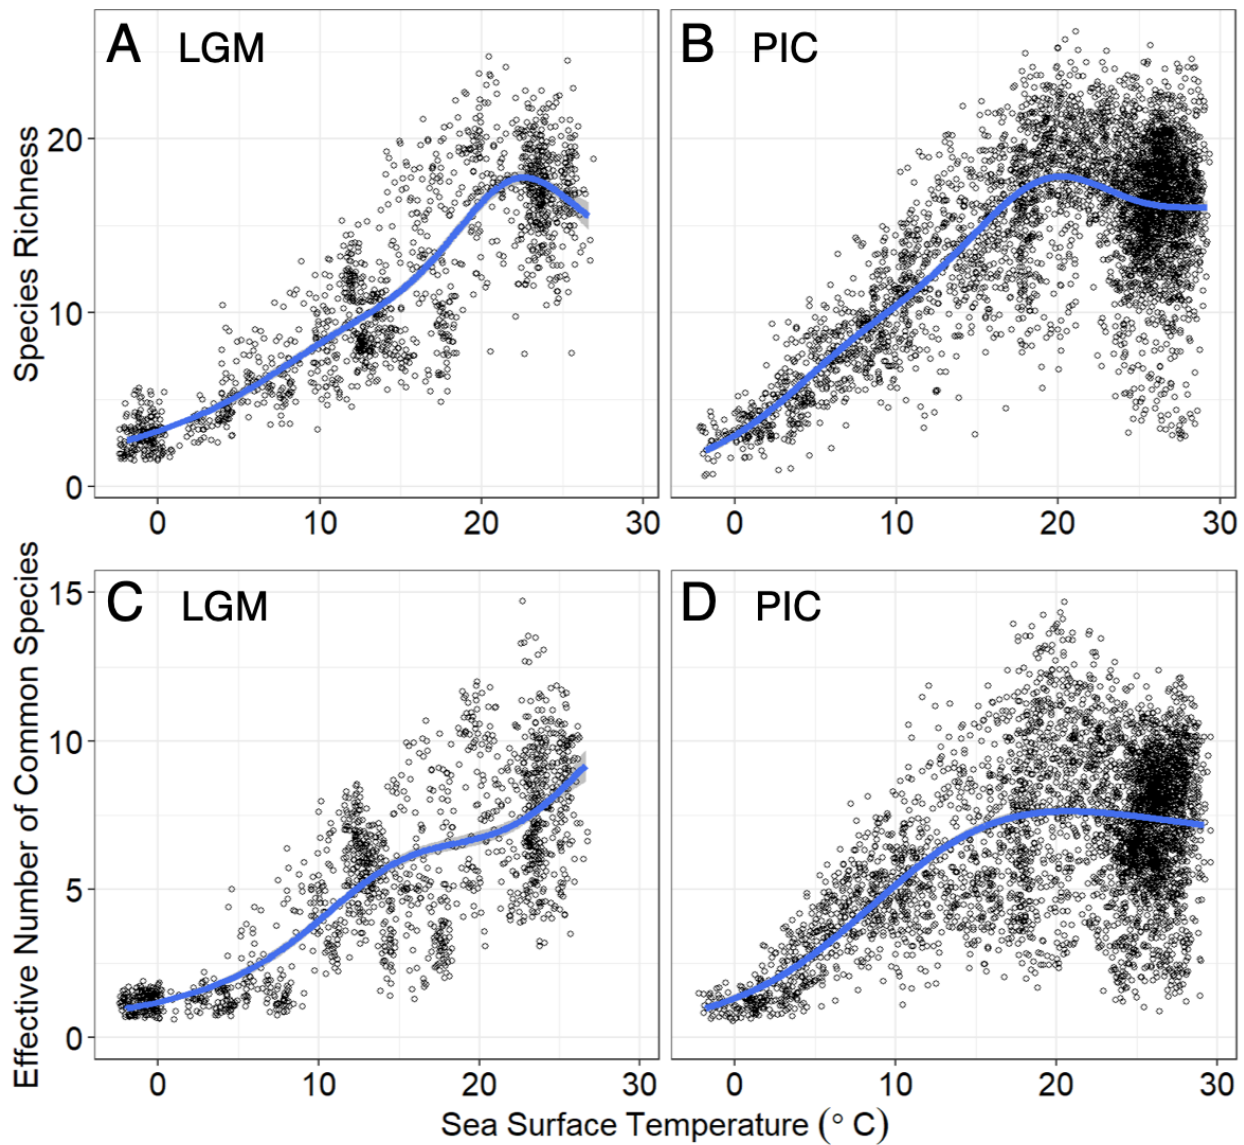 A LGM
B PIC
Species Richness
20
10
0
0 10 20 30
0 10 20 30
C LGM
D PIC
Effective Number of Common Species
15
10
5
0
0 10 20 30
0 10 20 30
Sea Surface Temperature (° C)